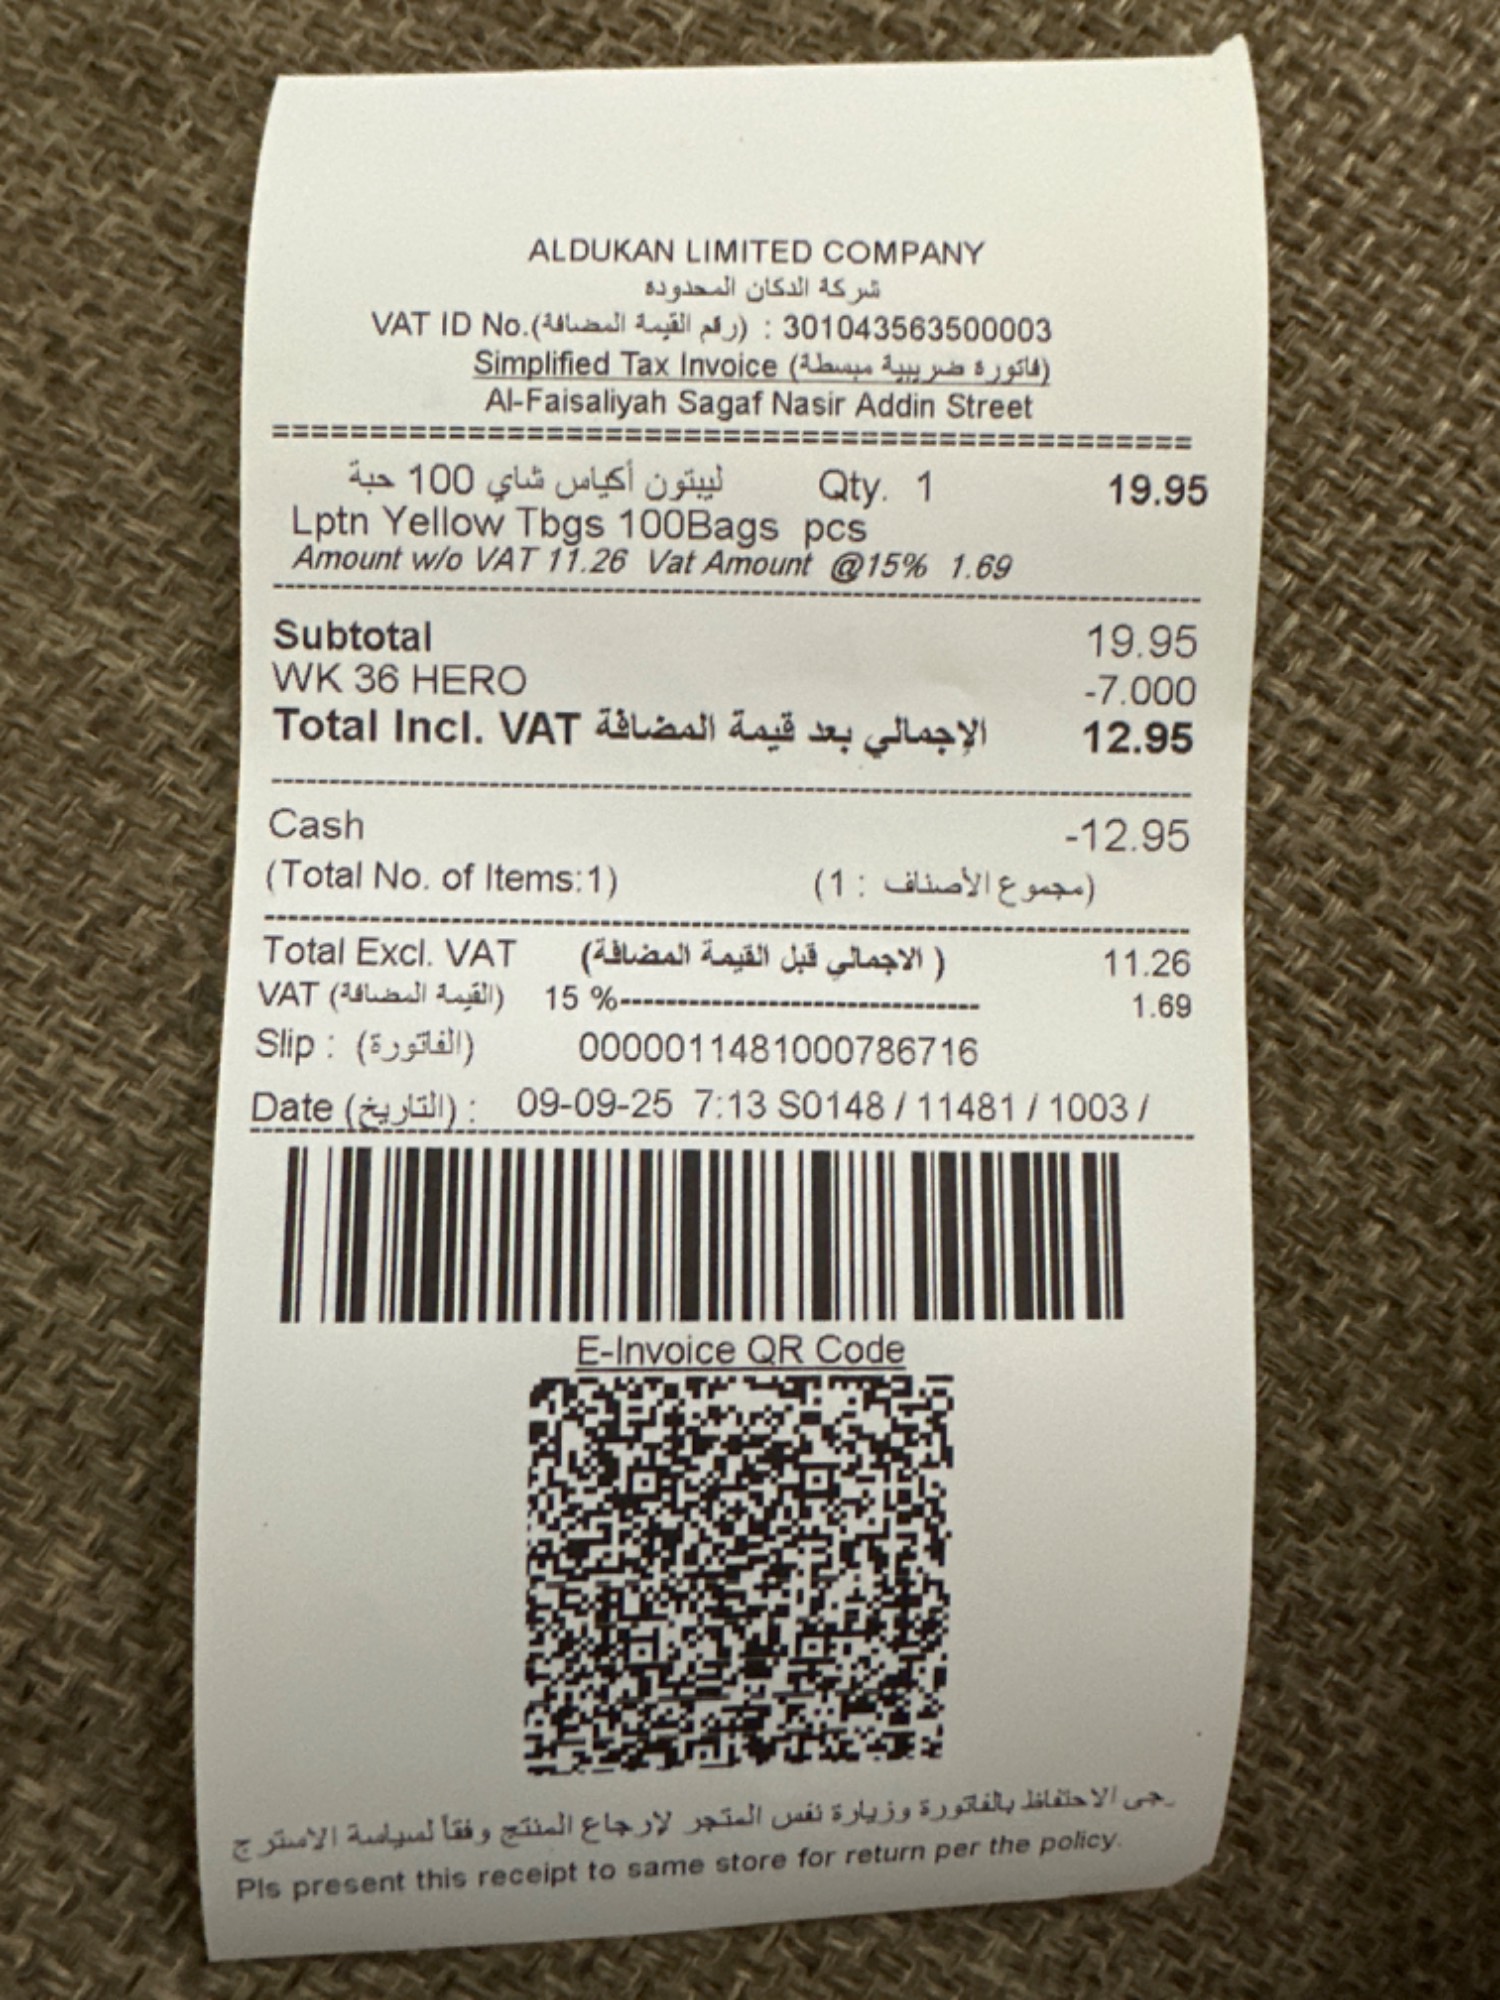 ALDUKAN LIMITED COMPANY
شركة الدكان المحدوده
VAT ID No.(رقم القيمة المضافة) : 301043563500003
Simplified Tax Invoice (فاتورة ضريبية مبسطة)
Al-Faisaliyah Sagaf Nasir Addin Street
===============================================
ليبتون أكياس شاي 100 حبة Qty. 1 19.95
Lptn Yellow Tbgs 100Bags pcs
Amount w/o VAT 11.26 Vat Amount @15% 1.69
Subtotal 19.95
WK 36 HERO -7.000
Total Incl. VAT الإجمالي بعد قيمة المضافة 12.95
Cash -12.95
(Total No. of Items:1) (مجموع الأصناف : 1)
Total Excl. VAT (الاجمالي قبل القيمة المضافة ) 11.26
VAT (القيمة المضافة) 15 %------------------------------------ 1.69
Slip : (الفاتورة) 0000011481000786716
Date (التاريخ) : 09-09-25 7:13 S0148 / 11481 / 1003 /
E-Invoice QR Code
رجى الاحتفاظ بالفاتورة وزيارة نفس المتجر لإرجاع المنتج وفقاً لسياسة الاسترج
Pls present this receipt to same store for return per the policy.